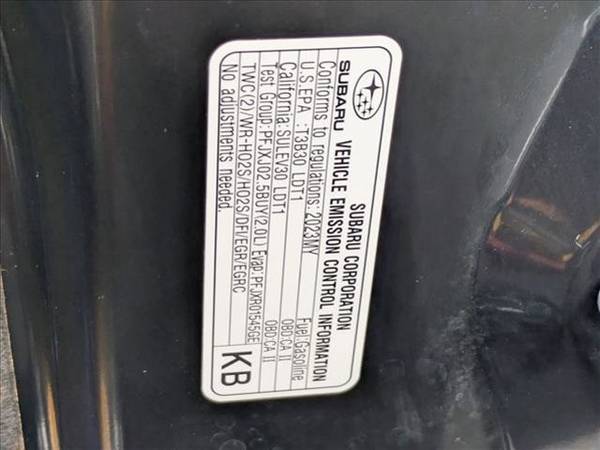 SUBARU CORPORATION
SUBARU VEHICLE EMISSION CONTROL INFORMATION
Conforms to regulations: 2023MY Fuel:Gasoline
U.S.EPA :T3B30 LDT1 OBD:CA II
California:SULEV30 LDT1 OBD:CA II
Test Group:PFJXJ02.5BUY(2.0L) Evap:PFJXR01545GE
TWC(2)/WR-HO2S/HO2S/DFI/EGR/EGRC
No adjustments needed.
KB